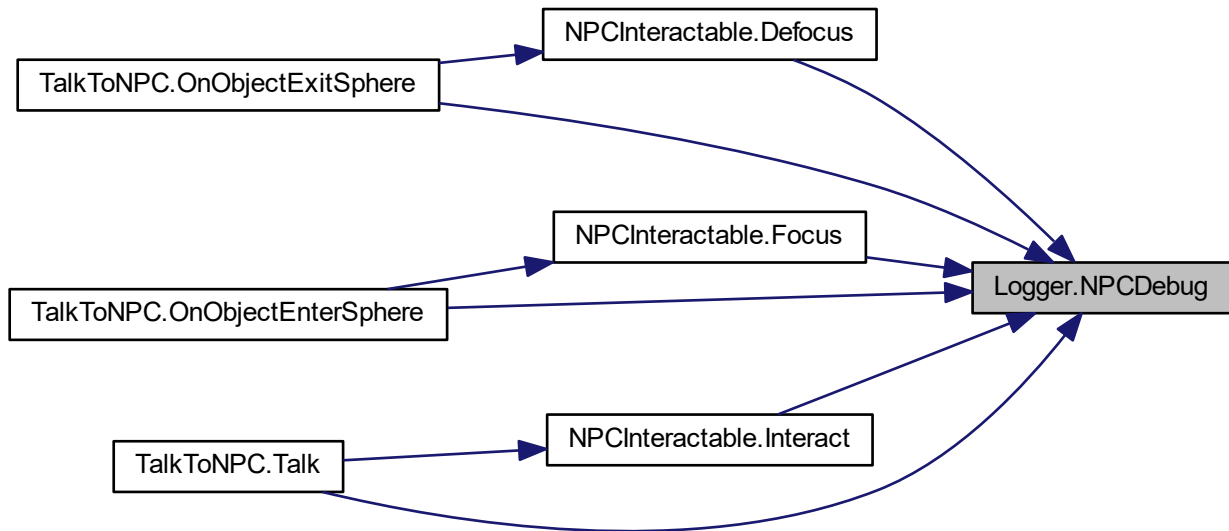 NPCInteractable.Defocus
TalkToNPC.OnObjectExitSphere
NPCInteractable.Focus
Logger.NPCDebug
TalkToNPC.OnObjectEnterSphere
NPCInteractable.Interact
TalkToNPC.Talk